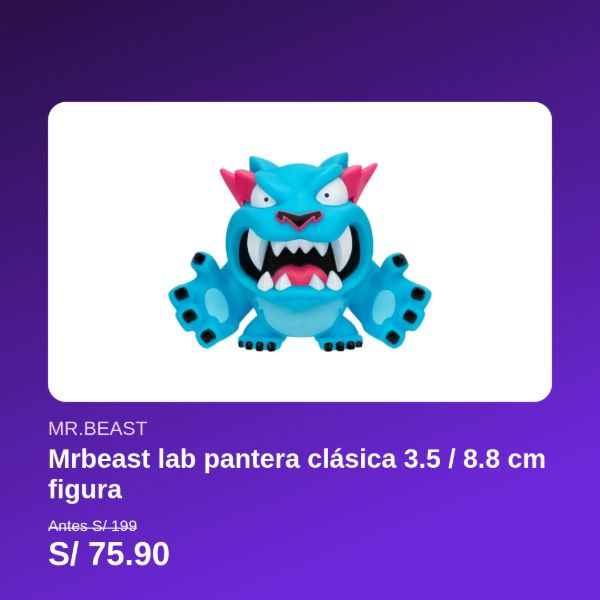 MR.BEAST
Mrbeast lab pantera clásica 3.5 / 8.8 cm
figura
Antes S/ 199
S/ 75.90